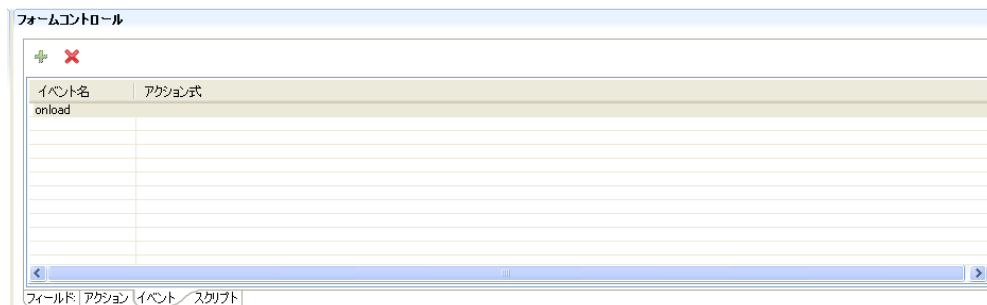 フォームコントロール
イベント名 アクション式
onload
フィールド アクション イベント スクリプト